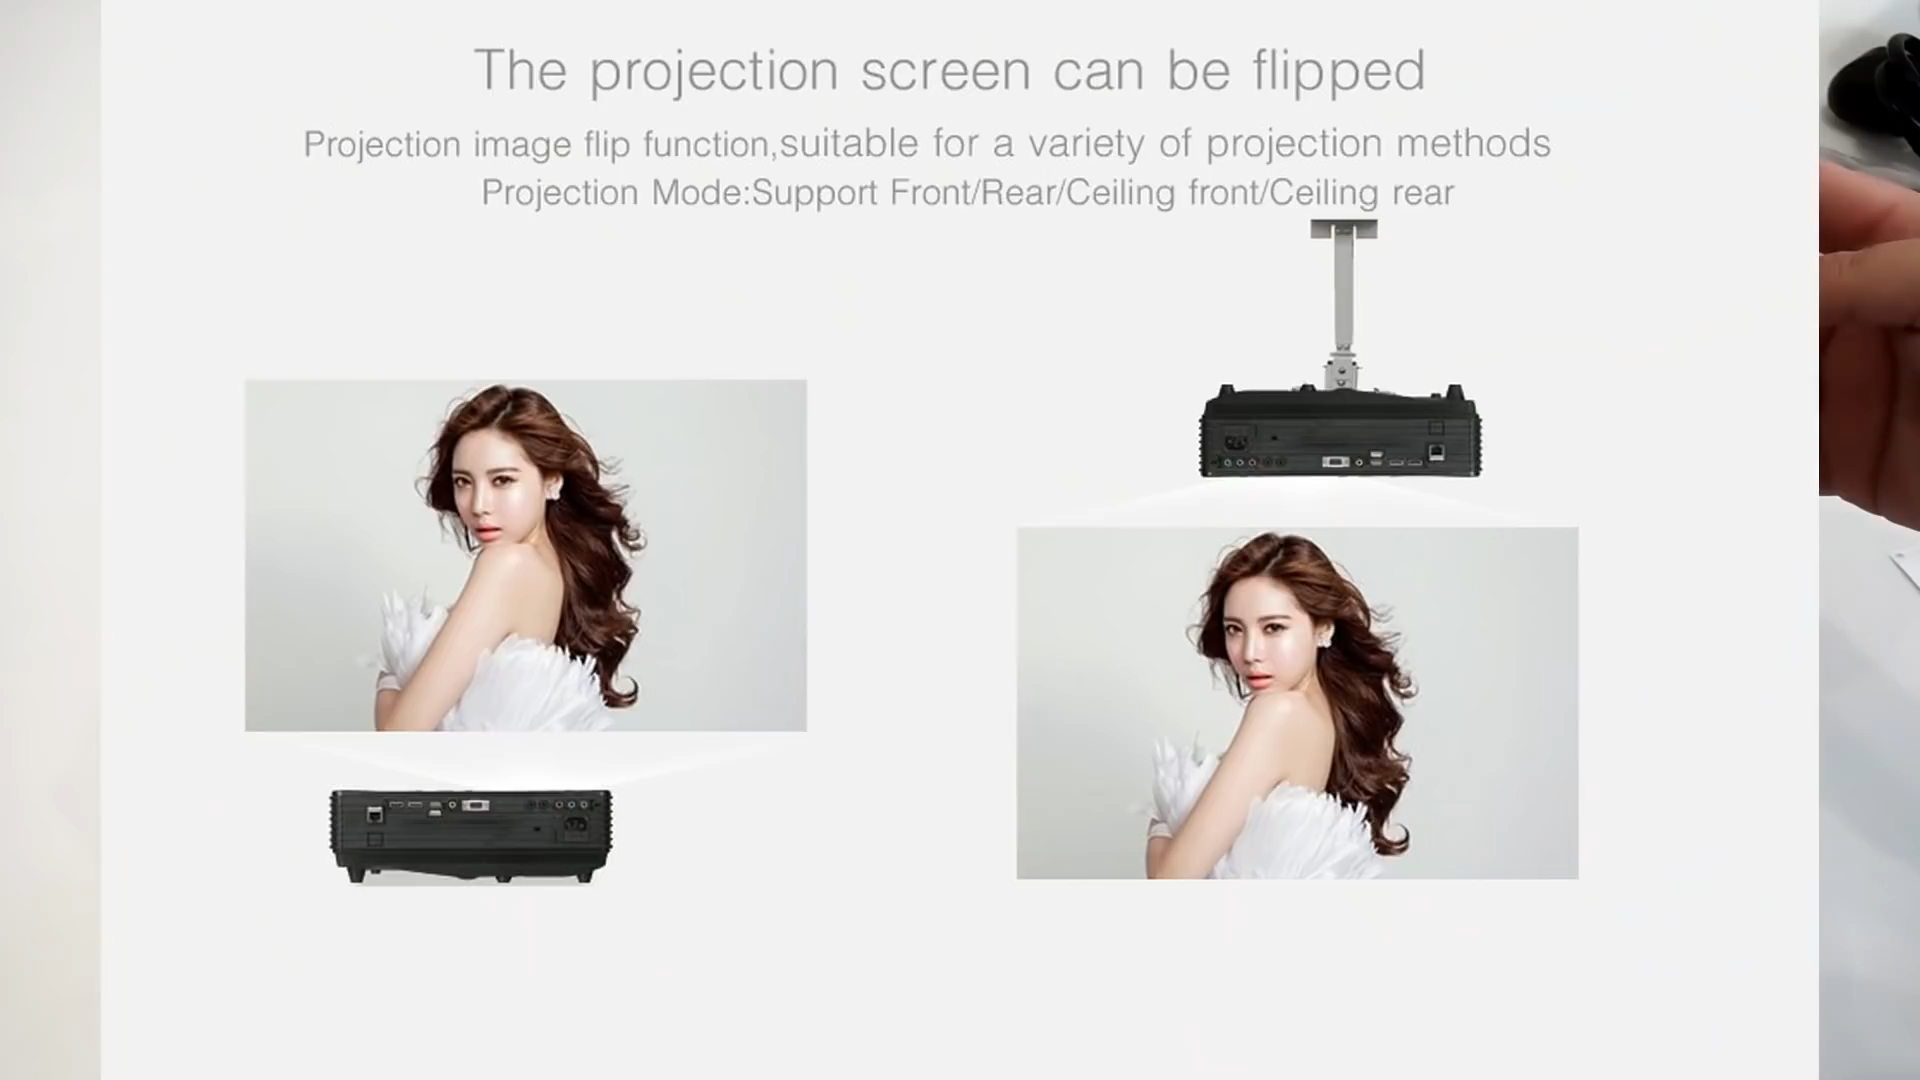 The projection screen can be flipped
Projection image flip function,suitable for a variety of projection methods
Projection Mode:Support Front/Rear/Ceiling front/Ceiling rear